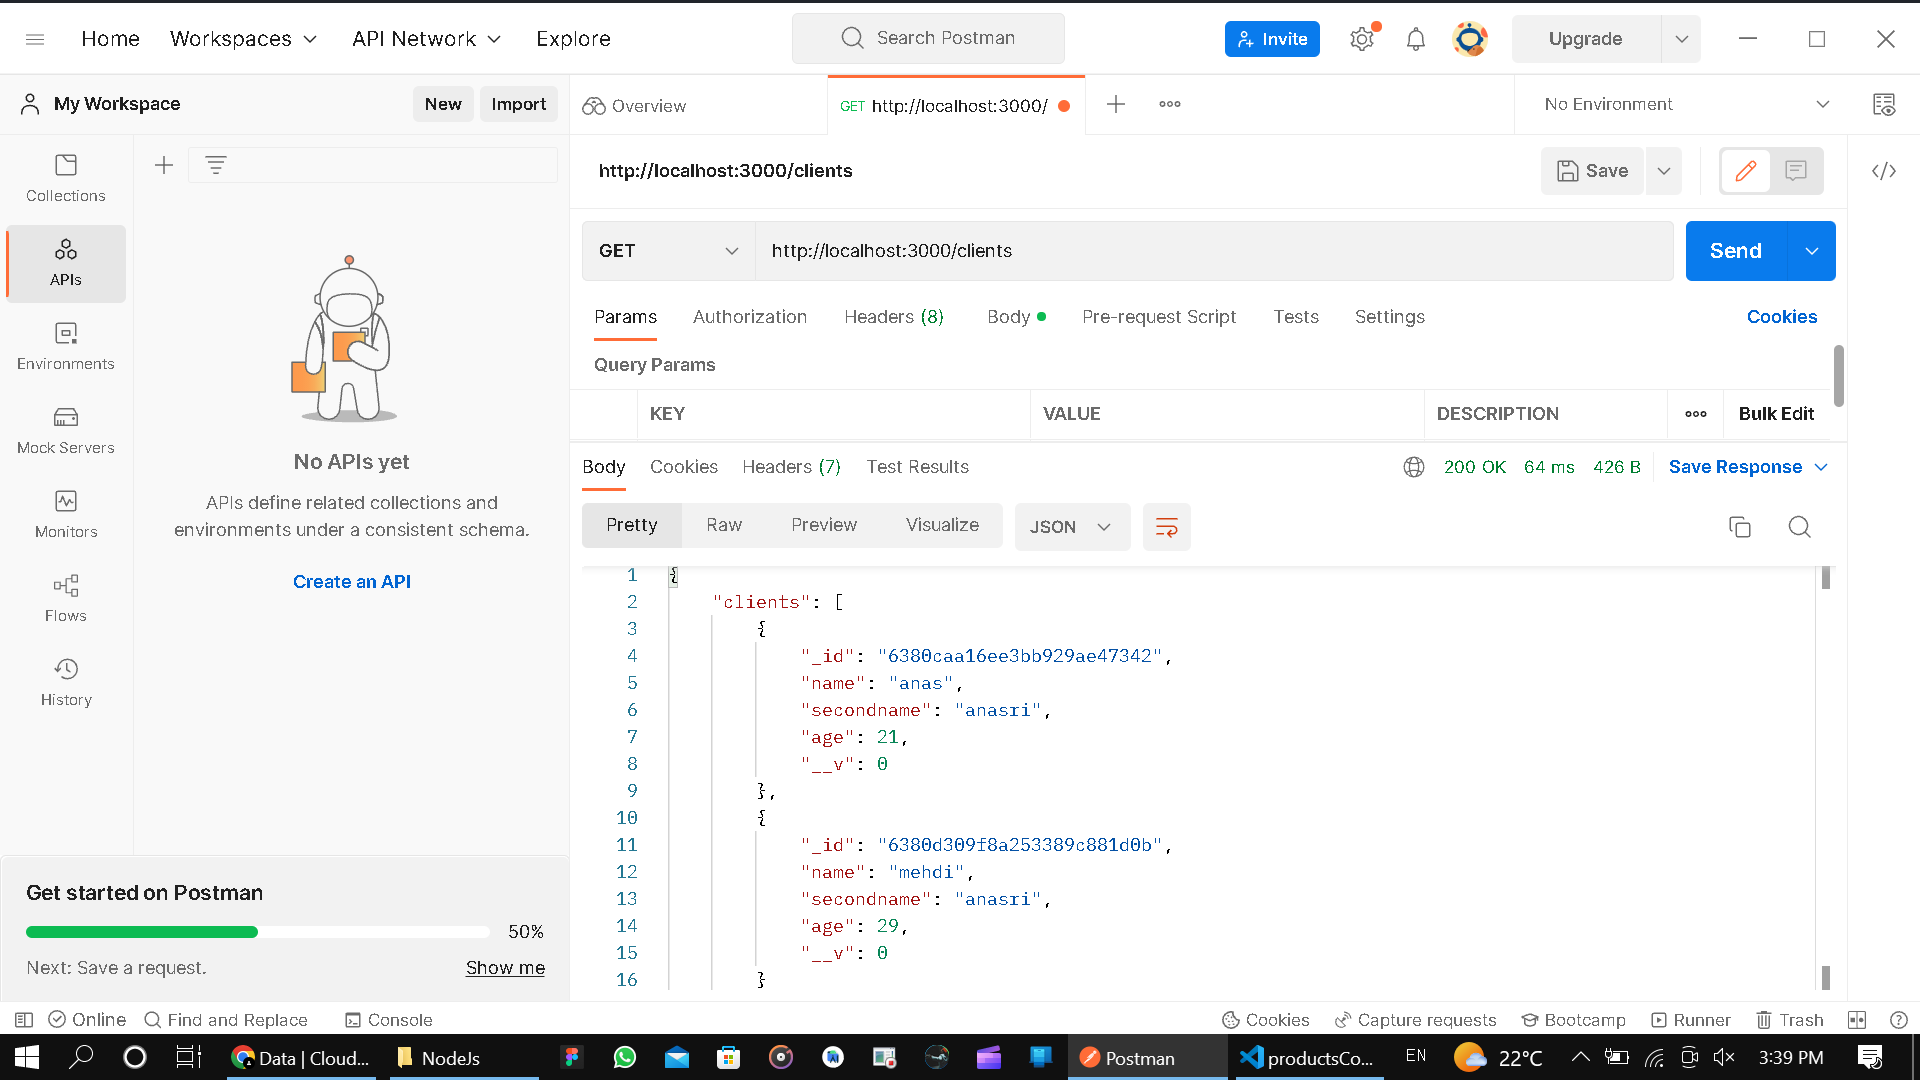 Home Workspaces API Network Explore Search Postman Invite Upgrade
My Workspace New Import Overview GET http://localhost:3000/ No Environment
http://localhost:3000/clients Save
Collections
APIs
Environments
Mock Servers
Monitors
Flows
History
No APIs yet
APIs define related collections and
environments under a consistent schema.
Create an API
Get started on Postman
50%
Next: Save a request. Show me
GET http://localhost:3000/clients Send
Params Authorization Headers (8) Body Pre-request Script Tests Settings Cookies
Query Params
KEY VALUE DESCRIPTION Bulk Edit
Body Cookies Headers (7) Test Results 200 OK 64 ms 426 B Save Response
Pretty Raw Preview Visualize JSON
1 {
2 "clients": [
3 {
4 "_id": "6380caa16ee3bb929ae47342",
5 "name": "anas",
6 "secondname": "anasri",
7 "age": 21,
8 "__v": 0
9 },
10 {
11 "_id": "6380d309f8a253389c881d0b",
12 "name": "mehdi",
13 "secondname": "anasri",
14 "age": 29,
15 "__v": 0
16 }
Online Find and Replace Console Cookies Capture requests Bootcamp Runner Trash
Data | Cloud... NodeJs Postman productsCo... EN 22°C 3:39 PM